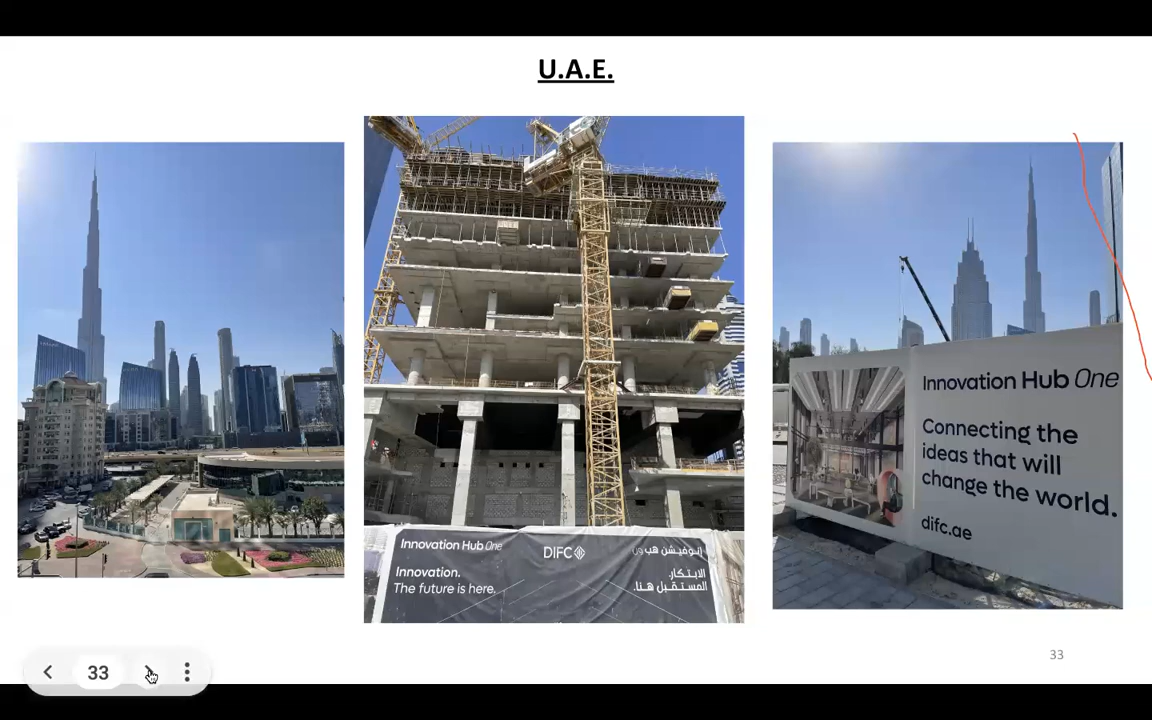 U.A.E.
Innovation Hub One
DIFC
إنوفيشن هب ون
Innovation.
The future is here.
الابتكار.
المستقبل هنا.
Innovation Hub One
Connecting the
ideas that will
change the world.
difc.ae
33
33